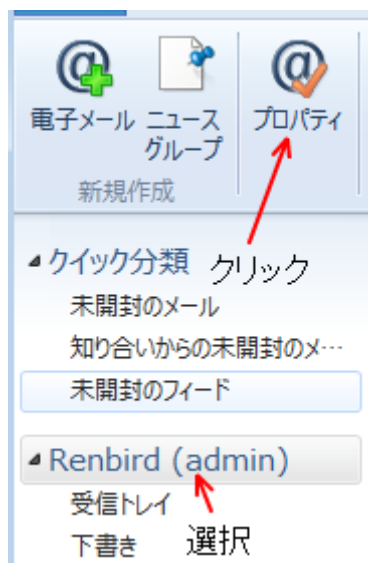 電子メール ニュース グループ プロパティ
新規作成
クイック分類
クリック
未開封のメール
知り合いからの未開封のメ…
未開封のフィード
Renbird (admin)
受信トレイ
選択
下書き